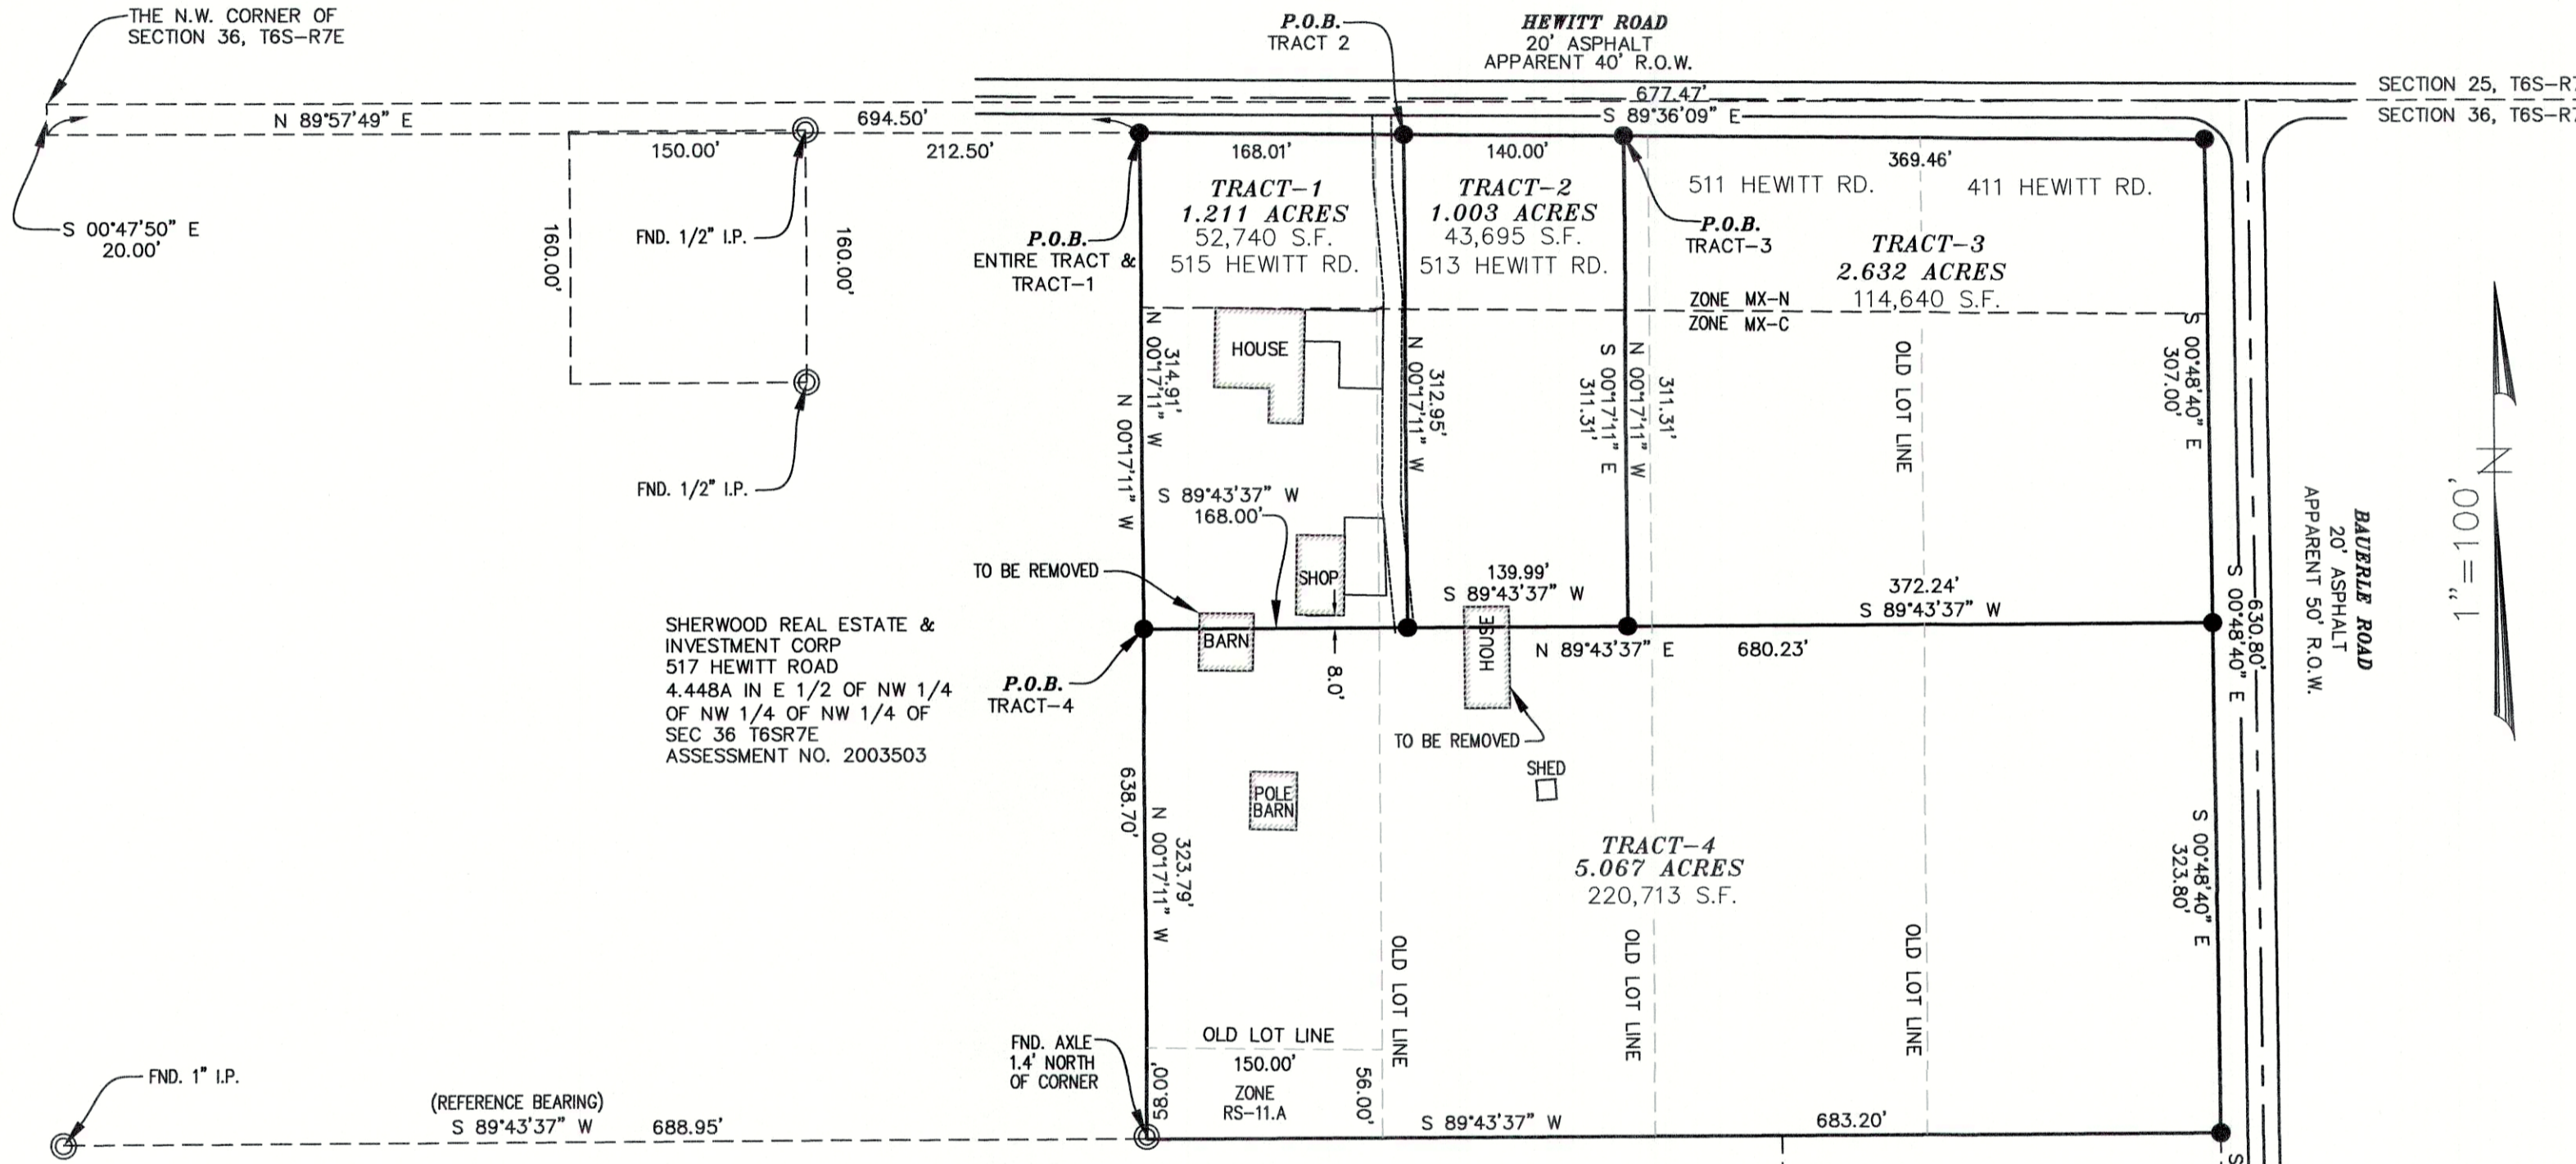 THE N.W. CORNER OF
SECTION 36, T6S-R7E
P.O.B.
TRACT 2
HEWITT ROAD
20' ASPHALT
APPARENT 40' R.O.W.
SECTION 25, T6S-R7
SECTION 36, T6S-R7
677.47'
S 89°36'09" E
N 89°57'49" E
694.50'
150.00'
212.50'
168.01'
140.00'
369.46'
S 00°47'50" E
20.00'
160.00'
160.00'
FND. 1/2" I.P.
FND. 1/2" I.P.
P.O.B.
ENTIRE TRACT &
TRACT-1
TRACT-1
1.211 ACRES
52,740 S.F.
515 HEWITT RD.
TRACT-2
1.003 ACRES
43,695 S.F.
513 HEWITT RD.
511 HEWITT RD.
411 HEWITT RD.
P.O.B.
TRACT-3
TRACT-3
2.632 ACRES
114,640 S.F.
ZONE MX-N
ZONE MX-C
HOUSE
N 00°17'11" W
314.91'
N 00°17'11" W
N 00°17'11" W
312.95'
S 00°17'11" E
311.31'
N 00°17'11" W
311.31'
OLD LOT LINE
S 00°48'40" E
307.00'
S 89°43'37" W
168.00'
TO BE REMOVED
SHOP
BARN
8.0'
139.99'
S 89°43'37" W
HOUSE
N 89°43'37" E
680.23'
372.24'
S 89°43'37" W
S 00°48'40" E
630.80'
BAUERLE ROAD
20' ASPHALT
APPARENT 50' R.O.W.
N
1"=100'
SHERWOOD REAL ESTATE &
INVESTMENT CORP
517 HEWITT ROAD
4.448A IN E 1/2 OF NW 1/4
OF NW 1/4 OF NW 1/4 OF
SEC 36 T6SR7E
ASSESSMENT NO. 2003503
P.O.B.
TRACT-4
TO BE REMOVED
SHED
POLE
BARN
638.70'
N 00°17'11" W
323.79'
TRACT-4
5.067 ACRES
220,713 S.F.
S 00°48'40" E
323.80'
OLD LOT LINE
OLD LOT LINE
OLD LOT LINE
FND. AXLE
1.4' NORTH
OF CORNER
OLD LOT LINE
150.00'
58.00'
56.00'
ZONE
RS-11.A
FND. 1" I.P.
(REFERENCE BEARING)
S 89°43'37" W
688.95'
S 89°43'37" W
683.20'
S